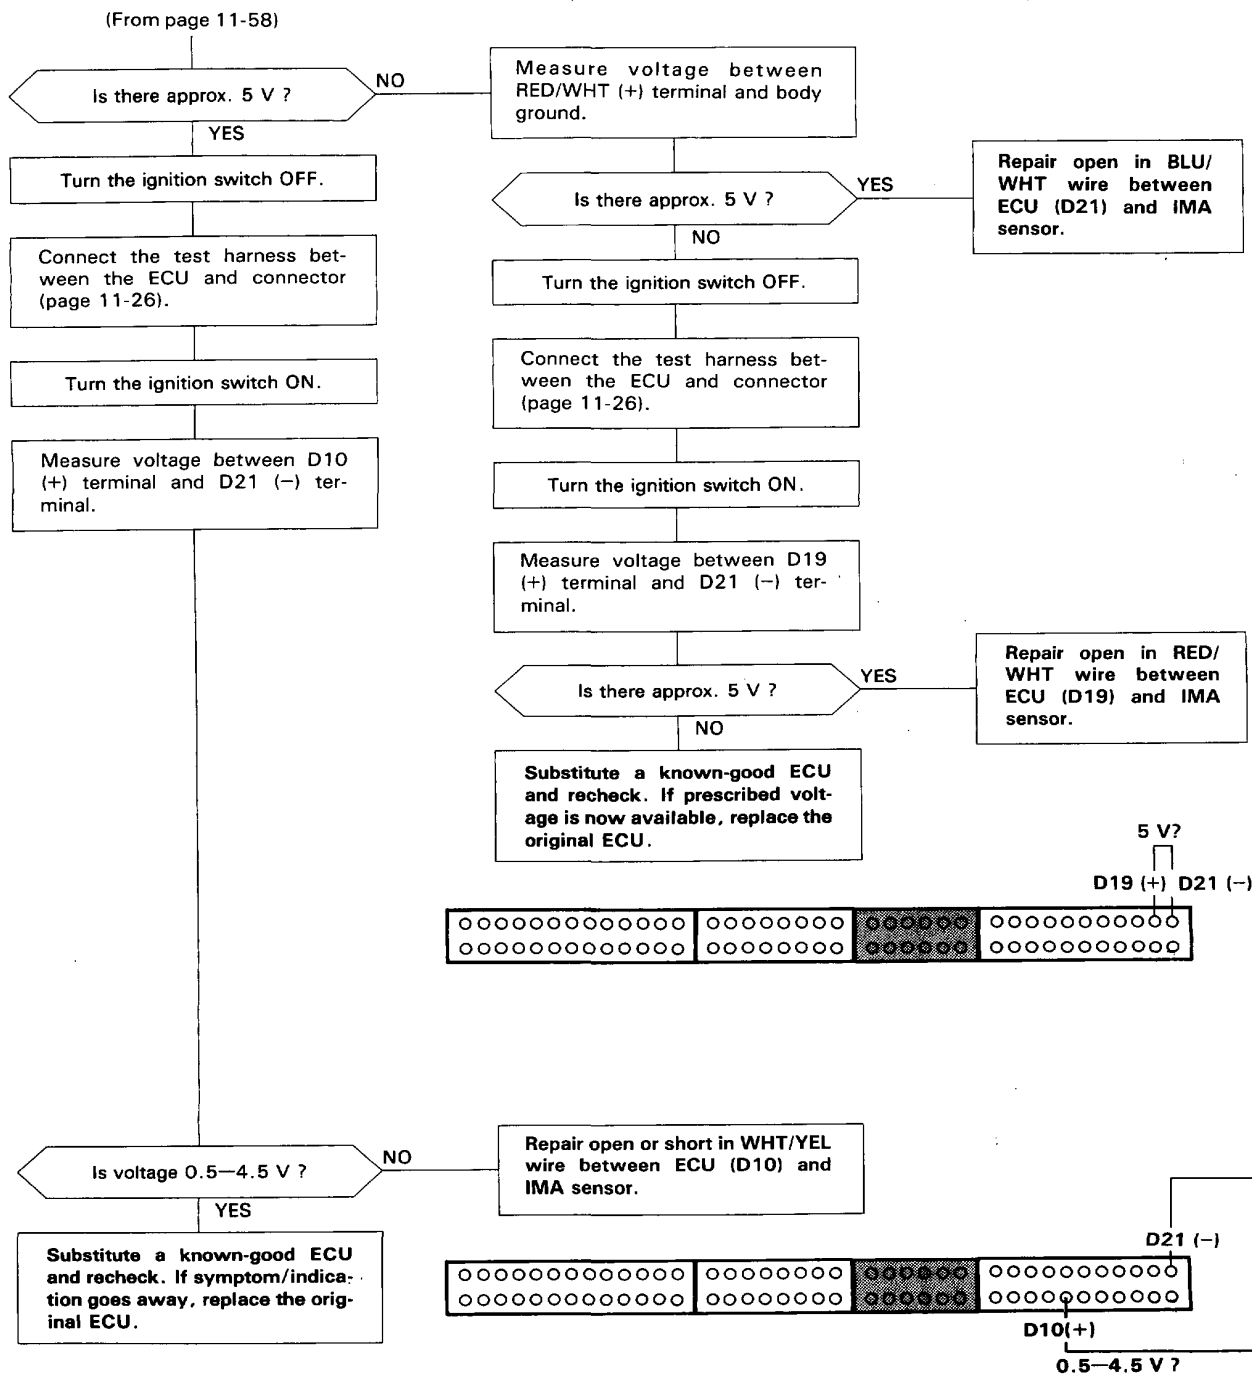 (From page 11-58)
Is there approx. 5 V ?
NO
YES
Turn the ignition switch OFF.
Connect the test harness bet-
ween the ECU and connector
(page 11-26).
Turn the ignition switch ON.
Measure voltage between D10
(+) terminal and D21 (−) ter-
minal.
Measure voltage between
RED/WHT (+) terminal and body
ground.
Is there approx. 5 V ?
YES
NO
Repair open in BLU/
WHT wire between
ECU (D21) and IMA
sensor.
Turn the ignition switch OFF.
Connect the test harness bet-
ween the ECU and connector
(page 11-26).
Turn the ignition switch ON.
Measure voltage between D19
(+) terminal and D21 (−) ter-
minal.
Is there approx. 5 V ?
YES
NO
Repair open in RED/
WHT wire between
ECU (D19) and IMA
sensor.
Substitute a known-good ECU
and recheck. If prescribed volt-
age is now available, replace the
original ECU.
5 V?
D19 (+) D21 (−)
Is voltage 0.5—4.5 V ?
NO
YES
Repair open or short in WHT/YEL
wire between ECU (D10) and
IMA sensor.
Substitute a known-good ECU
and recheck. If symptom/indica-
tion goes away, replace the orig-
inal ECU.
D21 (−)
D10(+)
0.5—4.5 V ?